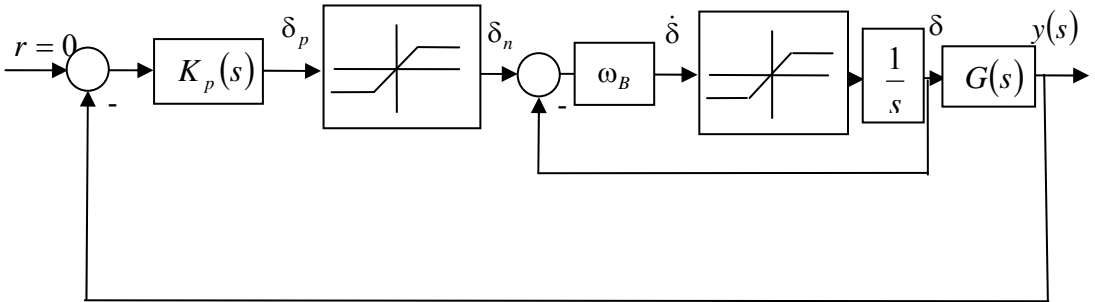 r = 0
-
K_p(s)
δ_p
δ_n
-
ω_B
δ̇
1/s
δ
G(s)
y(s)